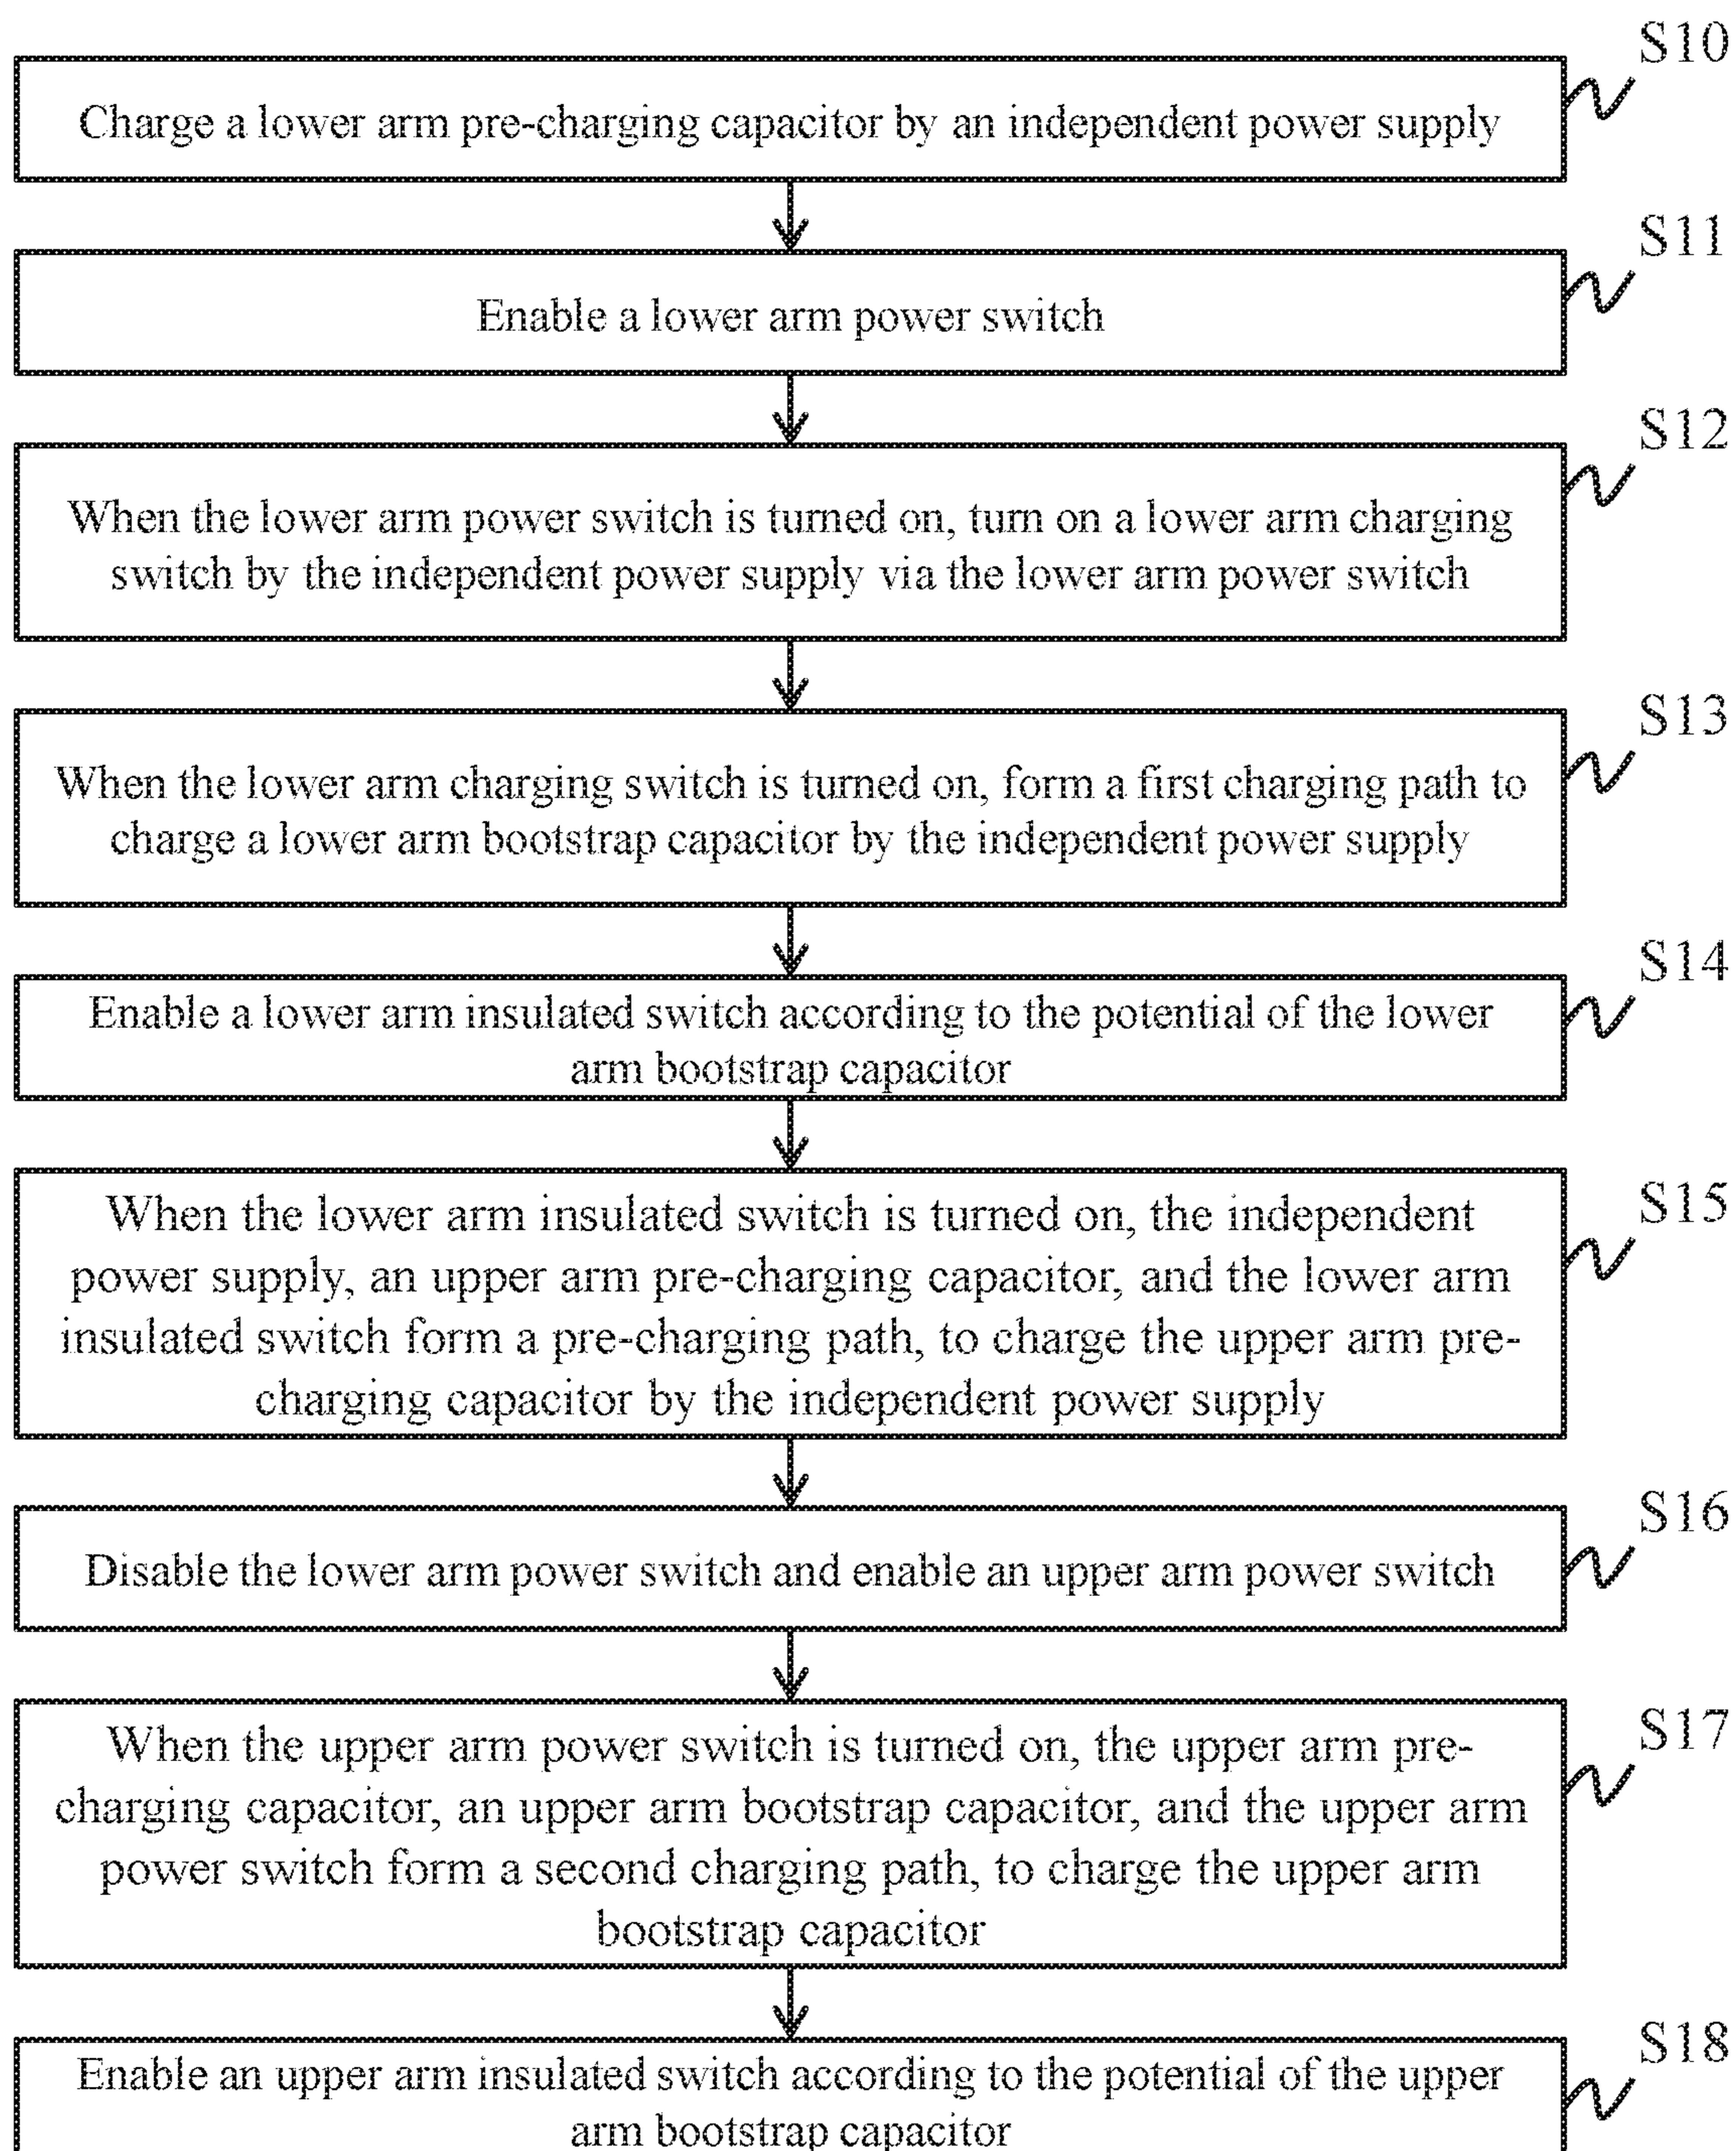 S10
Charge a lower arm pre-charging capacitor by an independent power supply
S11
Enable a lower arm power switch
S12
When the lower arm power switch is turned on, turn on a lower arm charging
switch by the independent power supply via the lower arm power switch
S13
When the lower arm charging switch is turned on, form a first charging path to
charge a lower arm bootstrap capacitor by the independent power supply
S14
Enable a lower arm insulated switch according to the potential of the lower
arm bootstrap capacitor
S15
When the lower arm insulated switch is turned on, the independent
power supply, an upper arm pre-charging capacitor, and the lower arm
insulated switch form a pre-charging path, to charge the upper arm pre-
charging capacitor by the independent power supply
S16
Disable the lower arm power switch and enable an upper arm power switch
S17
When the upper arm power switch is turned on, the upper arm pre-
charging capacitor, an upper arm bootstrap capacitor, and the upper arm
power switch form a second charging path, to charge the upper arm
bootstrap capacitor
S18
Enable an upper arm insulated switch according to the potential of the upper
arm bootstrap capacitor